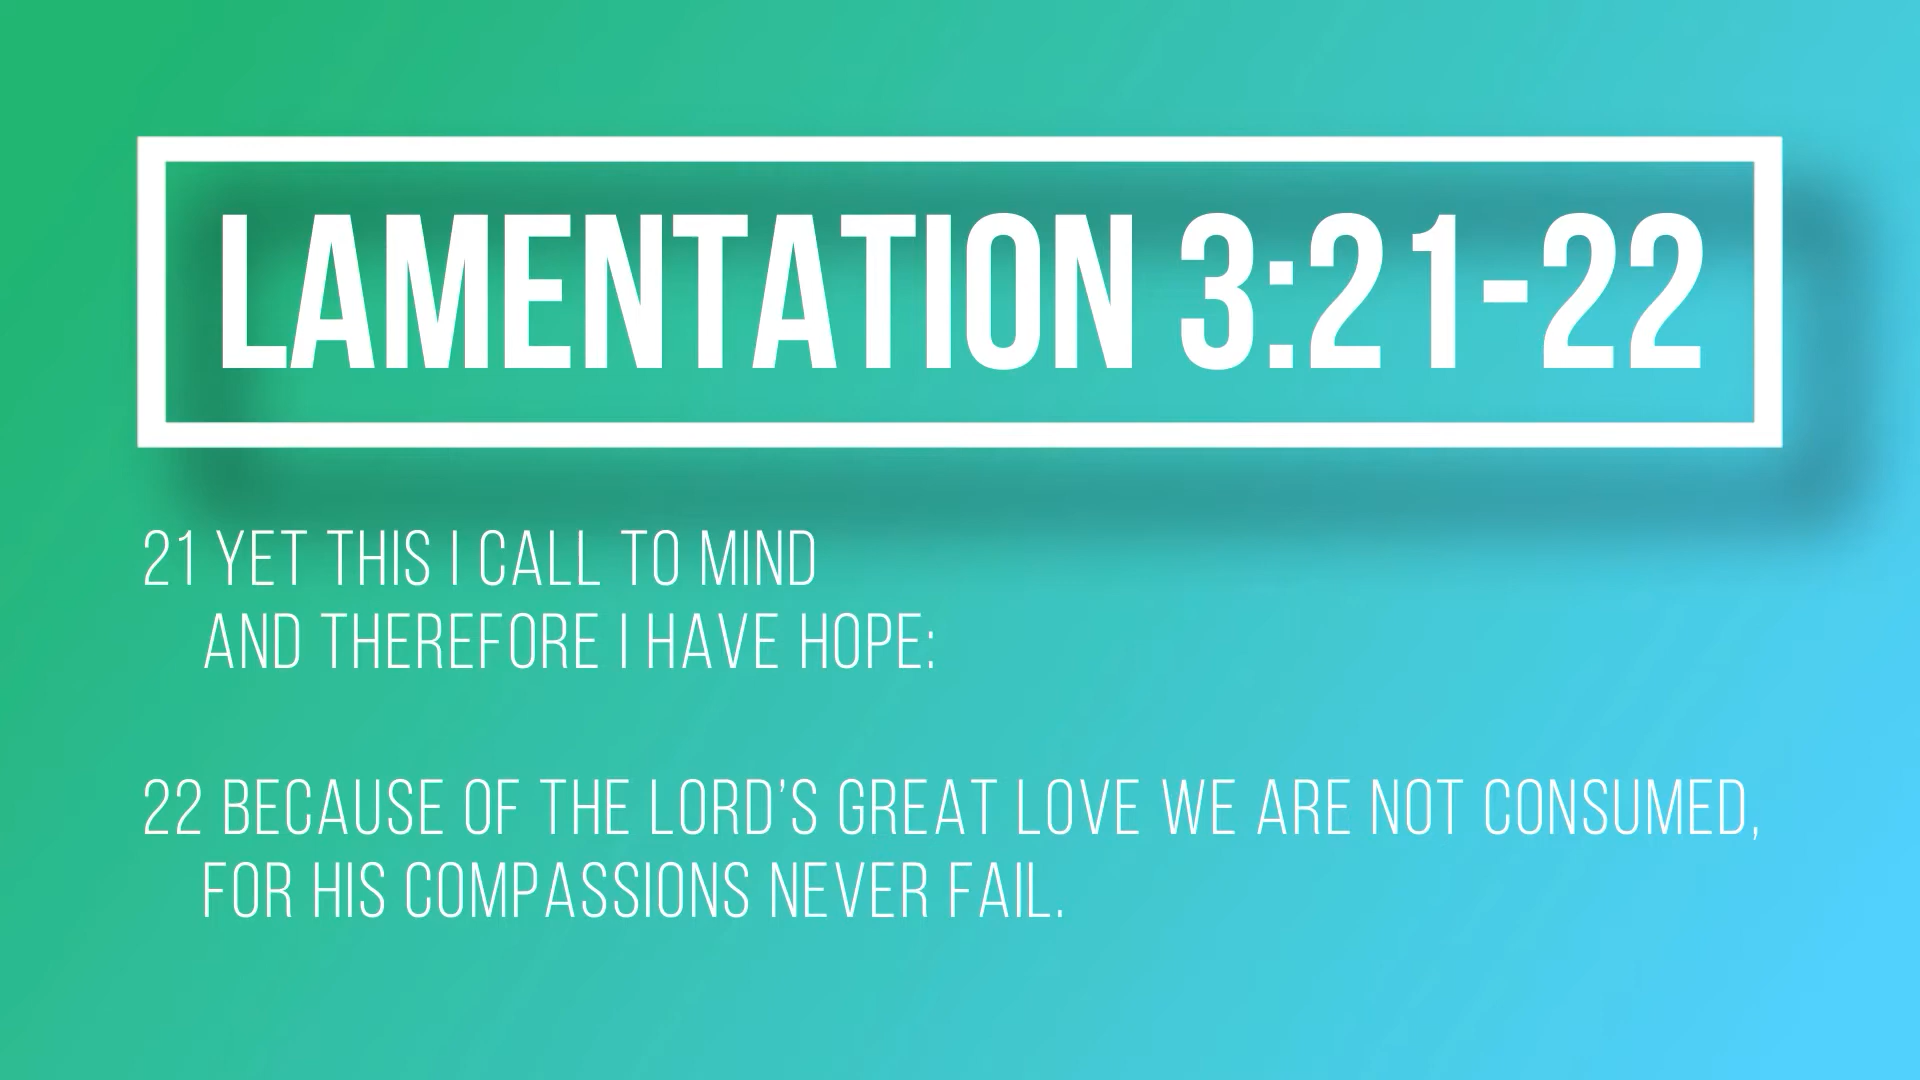 LAMENTATION 3:21-22
21 YET THIS I CALL TO MIND
AND THEREFORE I HAVE HOPE:
22 BECAUSE OF THE LORD’S GREAT LOVE WE ARE NOT CONSUMED,
FOR HIS COMPASSIONS NEVER FAIL.